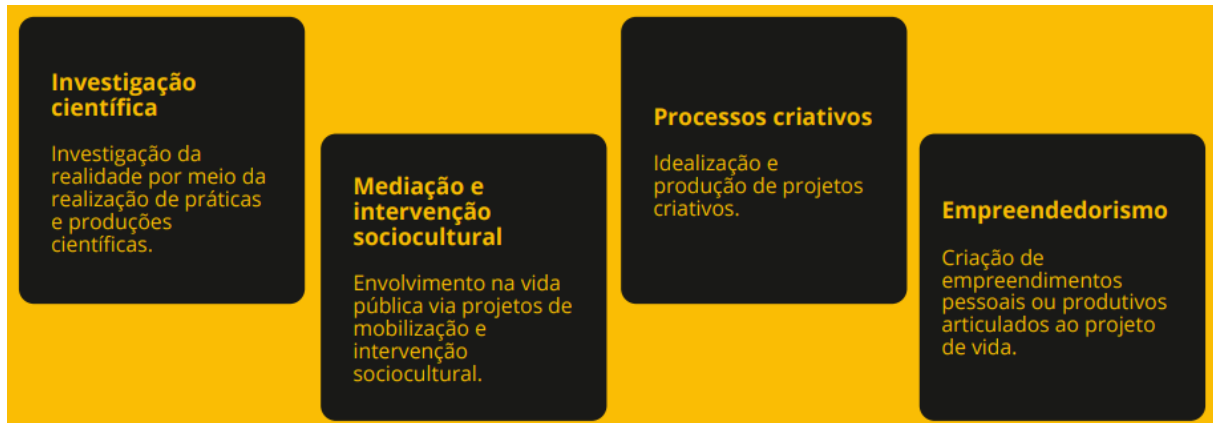 Investigação
científica
Investigação da
realidade por meio da
realização de práticas
e produções
científicas.
Mediação e
intervenção
sociocultural
Envolvimento na vida
pública via projetos de
mobilização e
intervenção
sociocultural.
Processos criativos
Idealização e
produção de projetos
criativos.
Empreendedorismo
Criação de
empreendimentos
pessoais ou produtivos
articulados ao projeto
de vida.